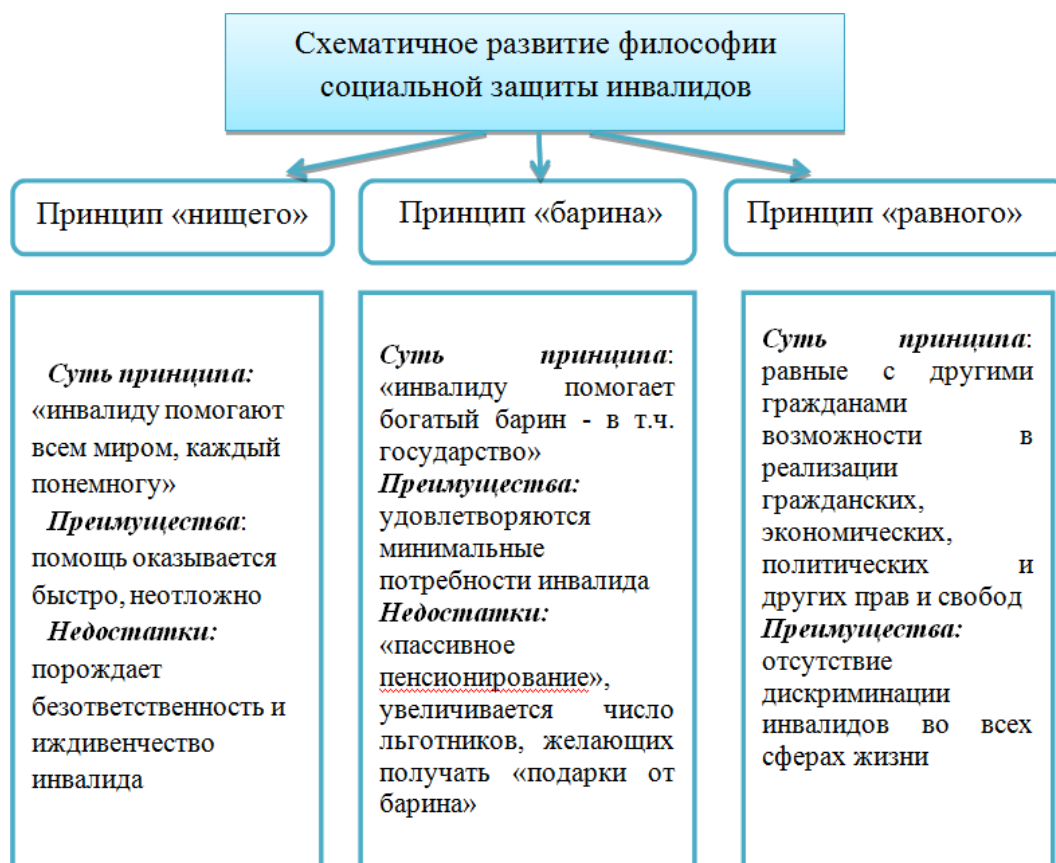 Схематичное развитие философии
социальной защиты инвалидов
Принцип «нищего»
Принцип «барина»
Принцип «равного»
Суть принципа:
«инвалиду помогают
всем миром, каждый
понемногу»
Преимущества:
помощь оказывается
быстро, неотложно
Недостатки:
порождает
безответственность и
иждивенчество
инвалида
Суть принципа:
«инвалиду помогает
богатый барин - в т.ч.
государство»
Преимущества:
удовлетворяются
минимальные
потребности инвалида
Недостатки:
«пассивное
пенсионирование»,
увеличивается число
льготников, желающих
получать «подарки от
барина»
Суть принципа:
равные с другими
гражданами
возможности в
реализации
гражданских,
экономических,
политических и
других прав и свобод
Преимущества:
отсутствие
дискриминации
инвалидов во всех
сферах жизни